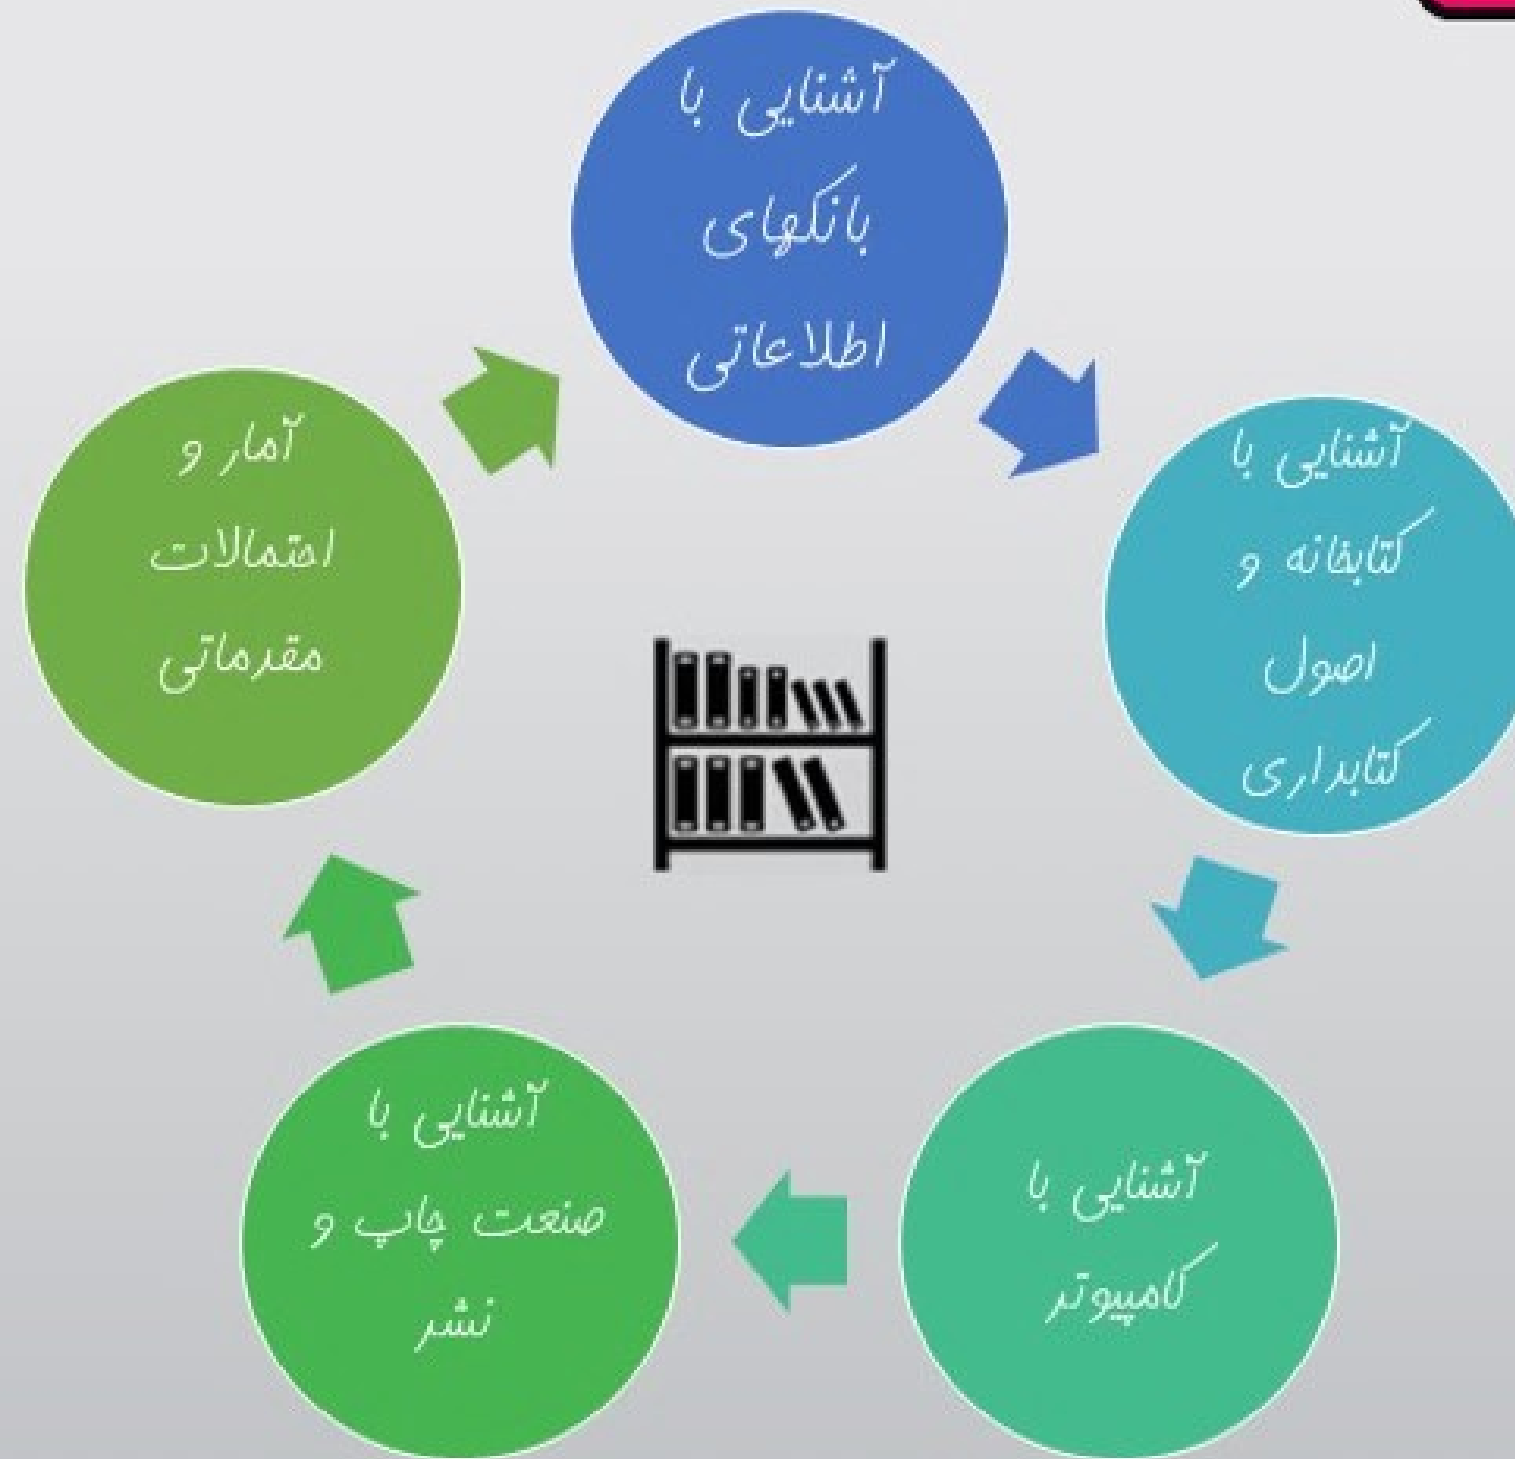 آشنایی با
بانکهای
اطلاعاتی
آشنایی با
کتابخانه و
اصول
کتابداری
آشنایی با
کامپیوتر
آشنایی با
صنعت چاپ و
نشر
آمار و
احتمالات
مقدماتی